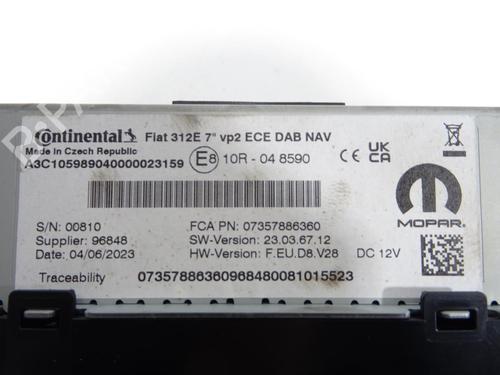 Continental Fiat 312E 7" vp2 ECE DAB NAV
Made in Czech Republic
A3C105989040000023159 E8 10R - 04 8590 CE UK CA
MOPAR
S/N: 00810 FCA PN: 07357886360
Supplier: 96848 SW-Version: 23.03.67.12
Date: 04/06/2023 HW-Version: F.EU.D8.V28 DC 12V
Traceability 07357886360968480081015523